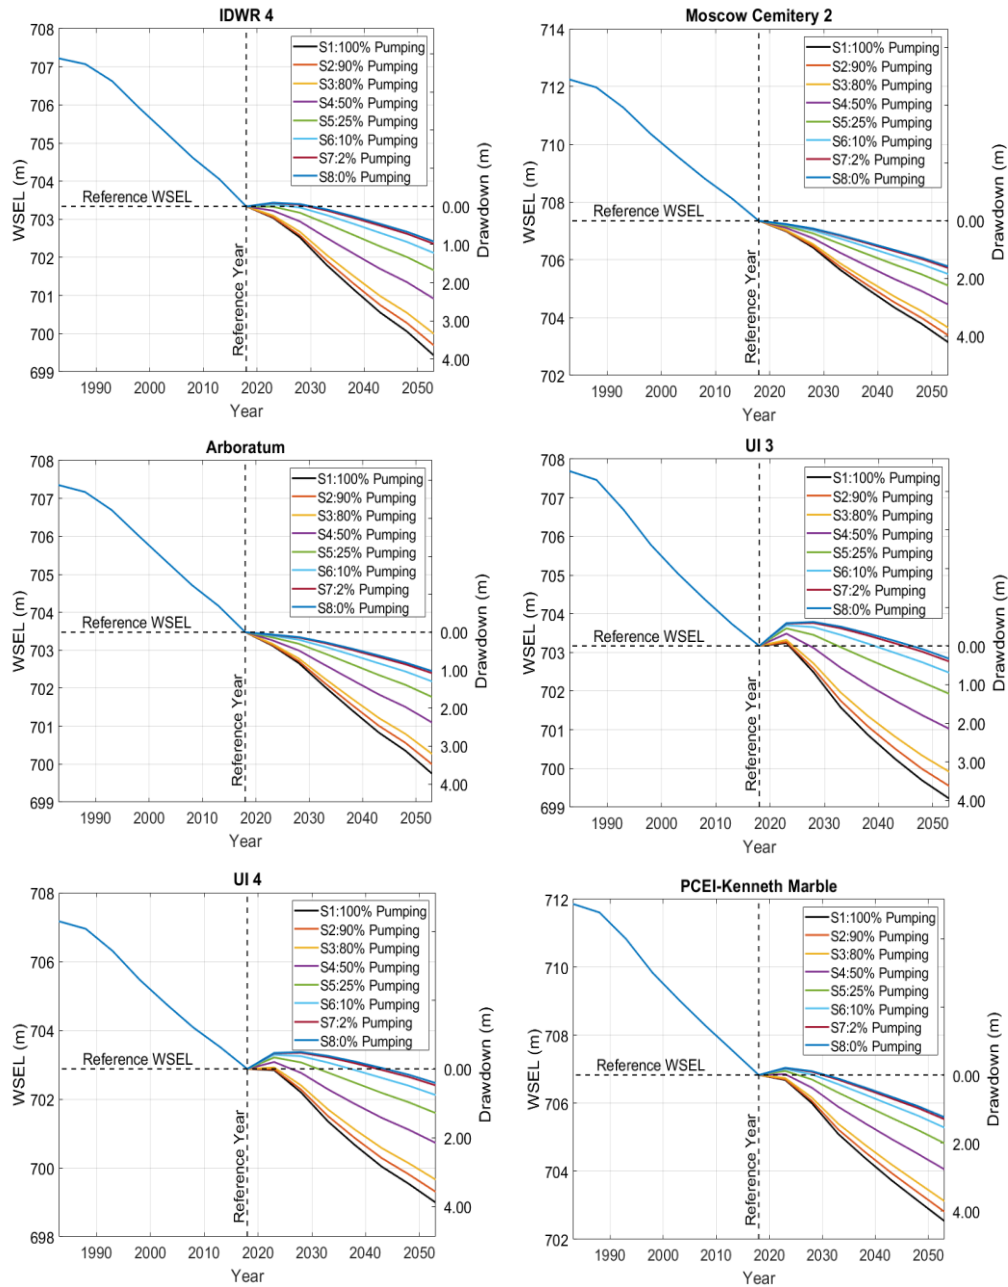 IDWR 4
708
707
706
705
704
703
702
701
700
699
WSEL (m)
Reference WSEL
Reference Year
S1:100% Pumping
S2:90% Pumping
S3:80% Pumping
S4:50% Pumping
S5:25% Pumping
S6:10% Pumping
S7:2% Pumping
S8:0% Pumping
0.00
1.00
2.00
3.00
4.00
Drawdown (m)
1990 2000 2010 2020 2030 2040 2050
Year
Moscow Cemitery 2
714
712
710
708
706
704
702
WSEL (m)
Reference WSEL
Reference Year
S1:100% Pumping
S2:90% Pumping
S3:80% Pumping
S4:50% Pumping
S5:25% Pumping
S6:10% Pumping
S7:2% Pumping
S8:0% Pumping
0.00
2.00
4.00
Drawdown (m)
1990 2000 2010 2020 2030 2040 2050
Year
Arboratum
708
707
706
705
704
703
702
701
700
699
WSEL (m)
Reference WSEL
Reference Year
S1:100% Pumping
S2:90% Pumping
S3:80% Pumping
S4:50% Pumping
S5:25% Pumping
S6:10% Pumping
S7:2% Pumping
S8:0% Pumping
0.00
1.00
2.00
3.00
4.00
Drawdown (m)
1990 2000 2010 2020 2030 2040 2050
Year
UI 3
708
707
706
705
704
703
702
701
700
699
WSEL (m)
Reference WSEL
Reference Year
S1:100% Pumping
S2:90% Pumping
S3:80% Pumping
S4:50% Pumping
S5:25% Pumping
S6:10% Pumping
S7:2% Pumping
S8:0% Pumping
0.00
1.00
2.00
3.00
4.00
Drawdown (m)
1990 2000 2010 2020 2030 2040 2050
Year
UI 4
708
706
704
702
700
698
WSEL (m)
Reference WSEL
Reference Year
S1:100% Pumping
S2:90% Pumping
S3:80% Pumping
S4:50% Pumping
S5:25% Pumping
S6:10% Pumping
S7:2% Pumping
S8:0% Pumping
0.00
2.00
4.00
Drawdown (m)
1990 2000 2010 2020 2030 2040 2050
Year
PCEI-Kenneth Marble
712
710
708
706
704
702
WSEL (m)
Reference WSEL
Reference Year
S1:100% Pumping
S2:90% Pumping
S3:80% Pumping
S4:50% Pumping
S5:25% Pumping
S6:10% Pumping
S7:2% Pumping
S8:0% Pumping
0.00
2.00
4.00
Drawdown (m)
1990 2000 2010 2020 2030 2040 2050
Year